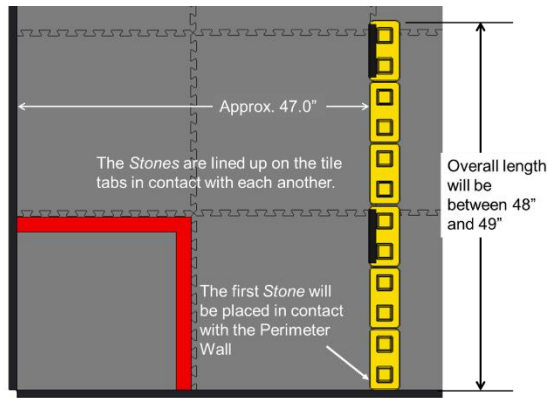 Approx. 47.0”
The Stones are lined up on the tile
tabs in contact with each another.
Overall length
will be
between 48”
and 49”
The first Stone will
be placed in contact
with the Perimeter
Wall